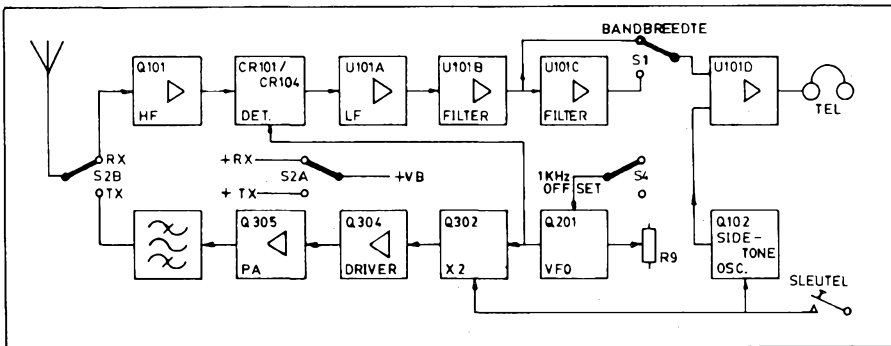 BANDBREEDTE
Q101
HF
CR101/
CR104
DET.
U101A
LF
U101B
FILTER
U101C
FILTER
S1
U101D
TEL
RX
S2B
TX
+RX
S2A
+TX
+VB
1KHz
OFFSET
S4
Q305
PA
Q304
DRIVER
Q302
X2
Q201
VFO
R9
Q102
SIDE-
TONE
OSC.
SLEUTEL